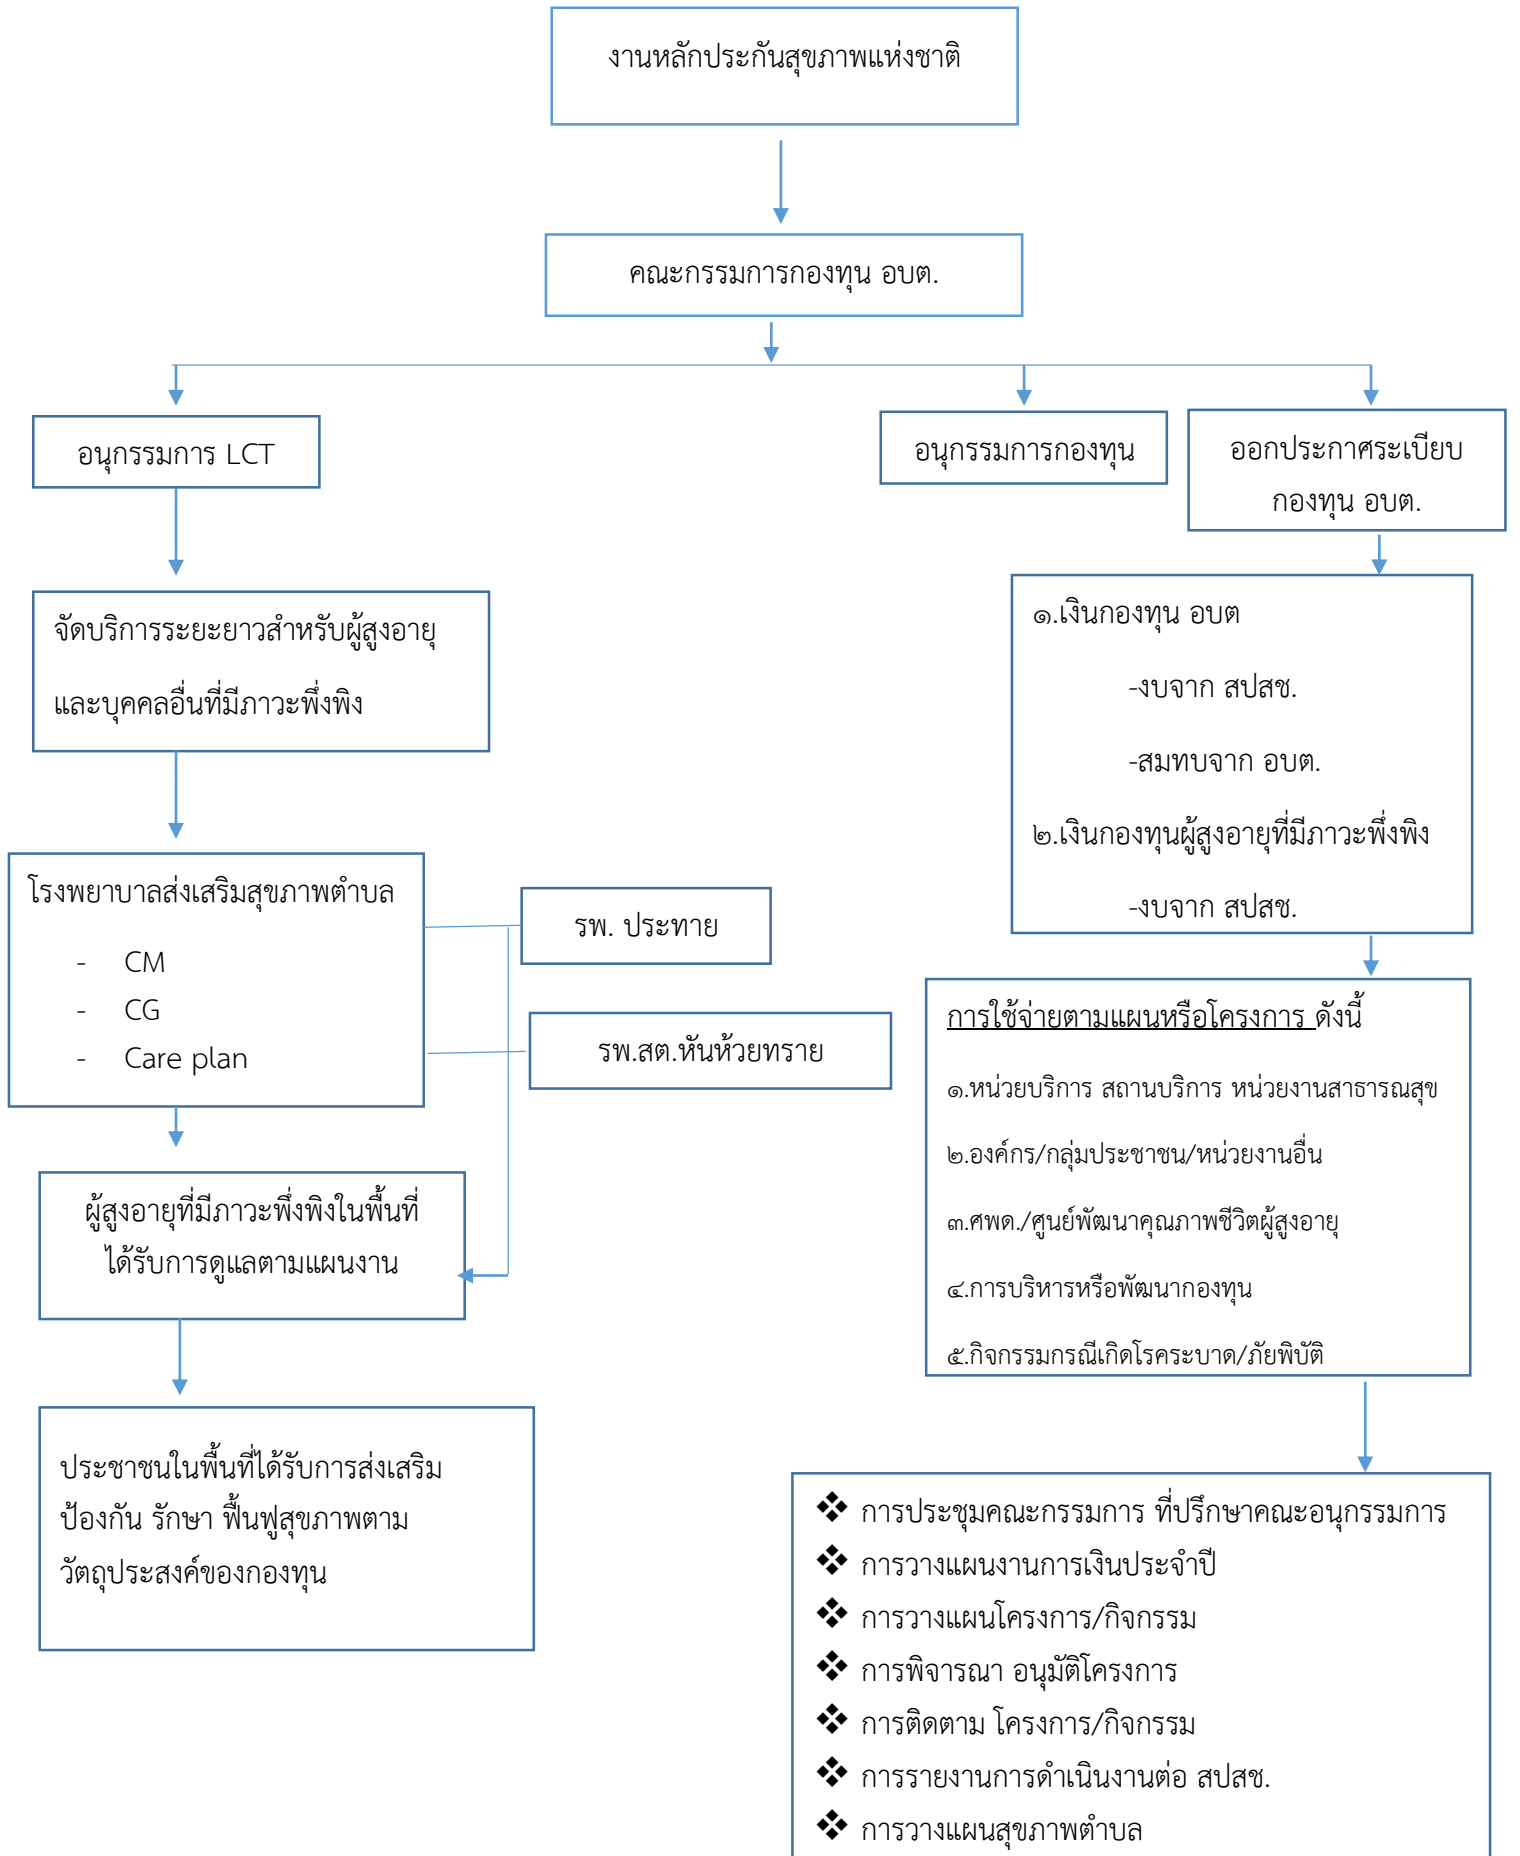 งานหลักประกันสุขภาพแห่งชาติ
คณะกรรมการกองทุน อบต.
อนุกรรมการ LCT
อนุกรรมการกองทุน
ออกประกาศระเบียบ
กองทุน อบต.
จัดบริการระยะยาวสำหรับผู้สูงอายุ
และบุคคลอื่นที่มีภาวะพึ่งพิง
โรงพยาบาลส่งเสริมสุขภาพตำบล
- CM
- CG
- Care plan
รพ. ประทาย
รพ.สต.หันห้วยทราย
ผู้สูงอายุที่มีภาวะพึ่งพิงในพื้นที่
ได้รับการดูแลตามแผนงาน
ประชาชนในพื้นที่ได้รับการส่งเสริม
ป้องกัน รักษา ฟื้นฟูสุขภาพตาม
วัตถุประสงค์ของกองทุน
๑.เงินกองทุน อบต
-งบจาก สปสช.
-สมทบจาก อบต.
๒.เงินกองทุนผู้สูงอายุที่มีภาวะพึ่งพิง
-งบจาก สปสช.
การใช้จ่ายตามแผนหรือโครงการ ดังนี้
๑.หน่วยบริการ สถานบริการ หน่วยงานสาธารณสุข
๒.องค์กร/กลุ่มประชาชน/หน่วยงานอื่น
๓.ศพด./ศูนย์พัฒนาคุณภาพชีวิตผู้สูงอายุ
๔.การบริหารหรือพัฒนากองทุน
๕.กิจกรรมกรณีเกิดโรคระบาด/ภัยพิบัติ
❖ การประชุมคณะกรรมการ ที่ปรึกษาคณะอนุกรรมการ
❖ การวางแผนงานการเงินประจำปี
❖ การวางแผนโครงการ/กิจกรรม
❖ การพิจารณา อนุมัติโครงการ
❖ การติดตาม โครงการ/กิจกรรม
❖ การรายงานการดำเนินงานต่อ สปสช.
❖ การวางแผนสุขภาพตำบล